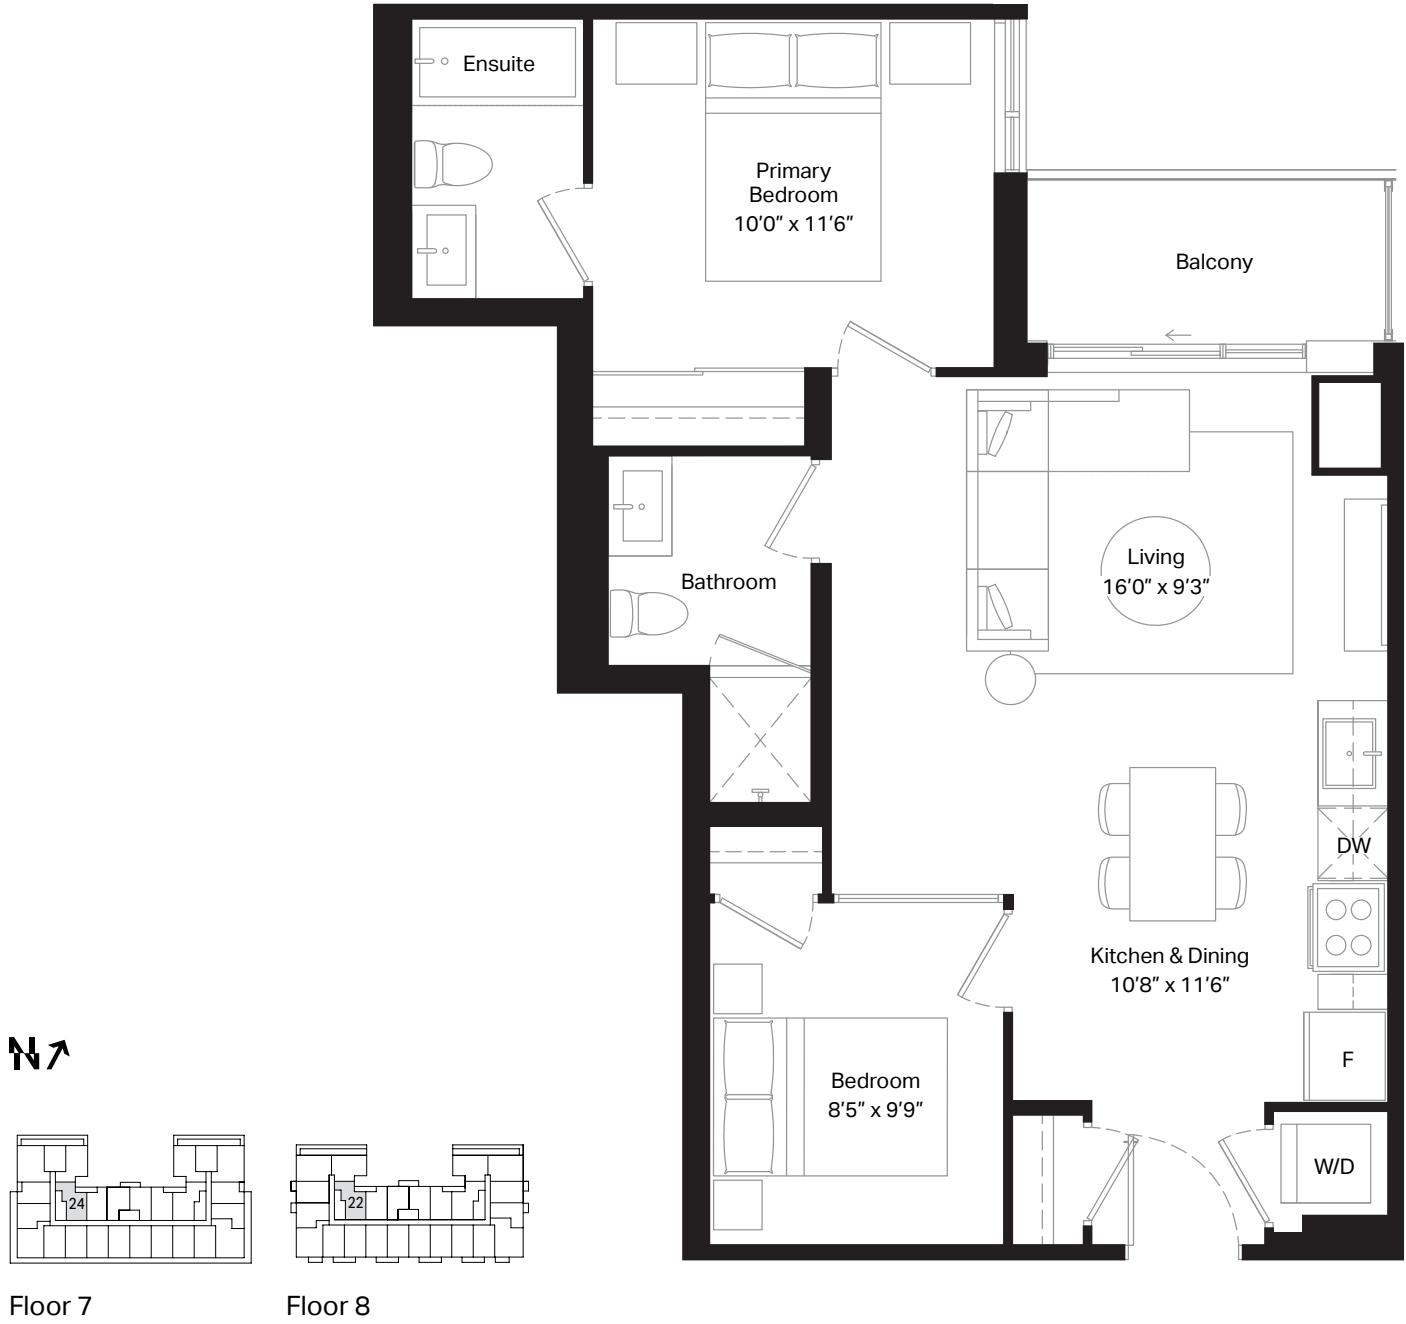 Ensuite
Primary
Bedroom
10’0” x 11’6”
Balcony
Living
16’0” x 9’3”
Bathroom
DW
Kitchen & Dining
10’8” x 11’6”
F
Bedroom
8’5” x 9’9”
W/D
N
24
22
Floor 7
Floor 8